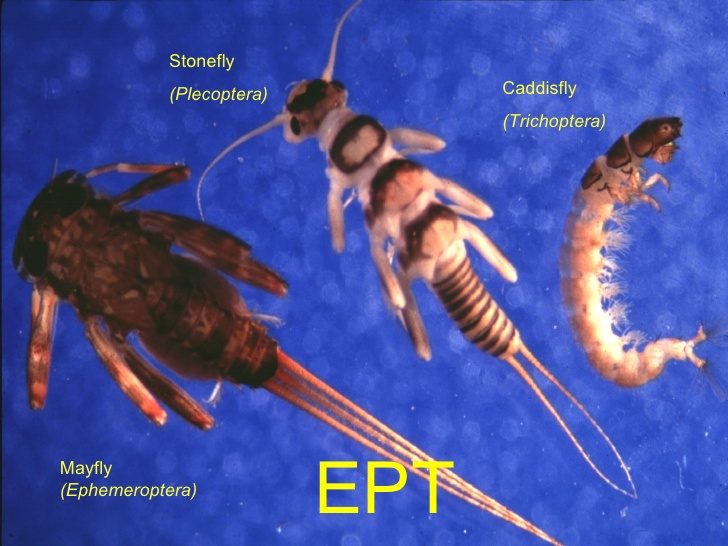 Stonefly
(Plecoptera)
Caddisfly
(Trichoptera)
Mayfly
(Ephemeroptera)
EPT